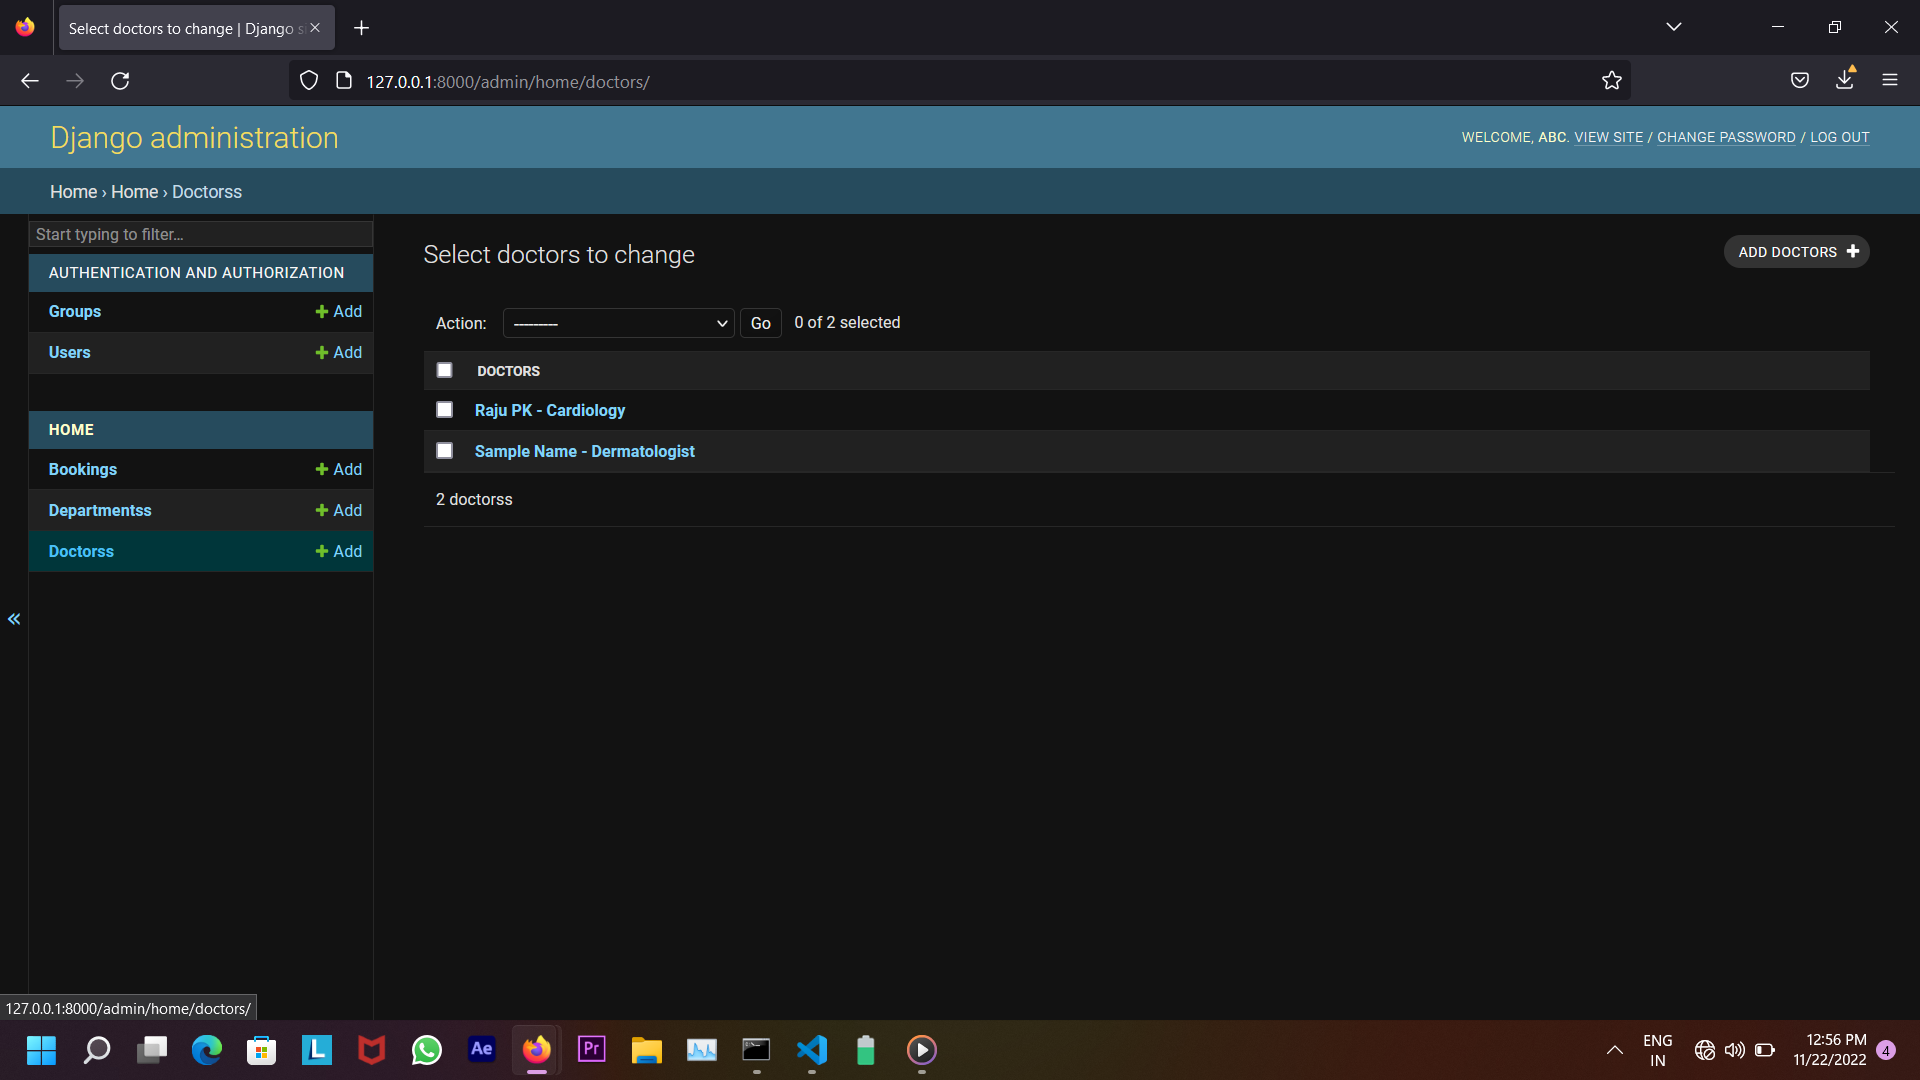 Select doctors to change | Django si
127.0.0.1:8000/admin/home/doctors/
Django administration
WELCOME, ABC. VIEW SITE / CHANGE PASSWORD / LOG OUT
Home › Home › Doctorss
Start typing to filter...
AUTHENTICATION AND AUTHORIZATION
Groups Add
Users Add
HOME
Bookings Add
Departmentss Add
Doctorss Add
«
Select doctors to change
ADD DOCTORS
Action: --------- Go 0 of 2 selected
DOCTORS
Raju PK - Cardiology
Sample Name - Dermatologist
2 doctorss
127.0.0.1:8000/admin/home/doctors/
L
Ae
Pr
ENG
IN
12:56 PM
11/22/2022
4